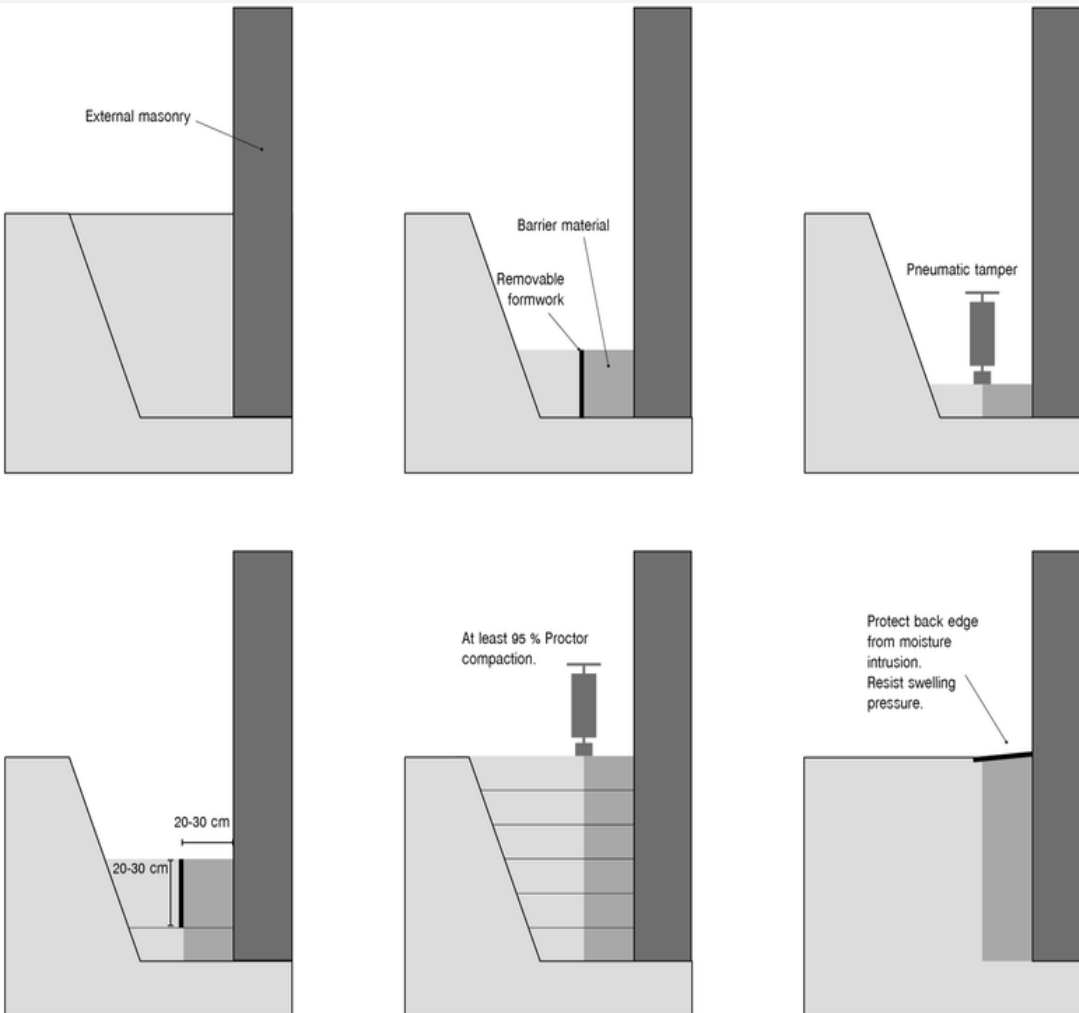 External masonry
Barrier material
Removable
formwork
Pneumatic tamper
20-30 cm
20-30 cm
At least 95 % Proctor
compaction.
Protect back edge
from moisture
intrusion.
Resist swelling
pressure.